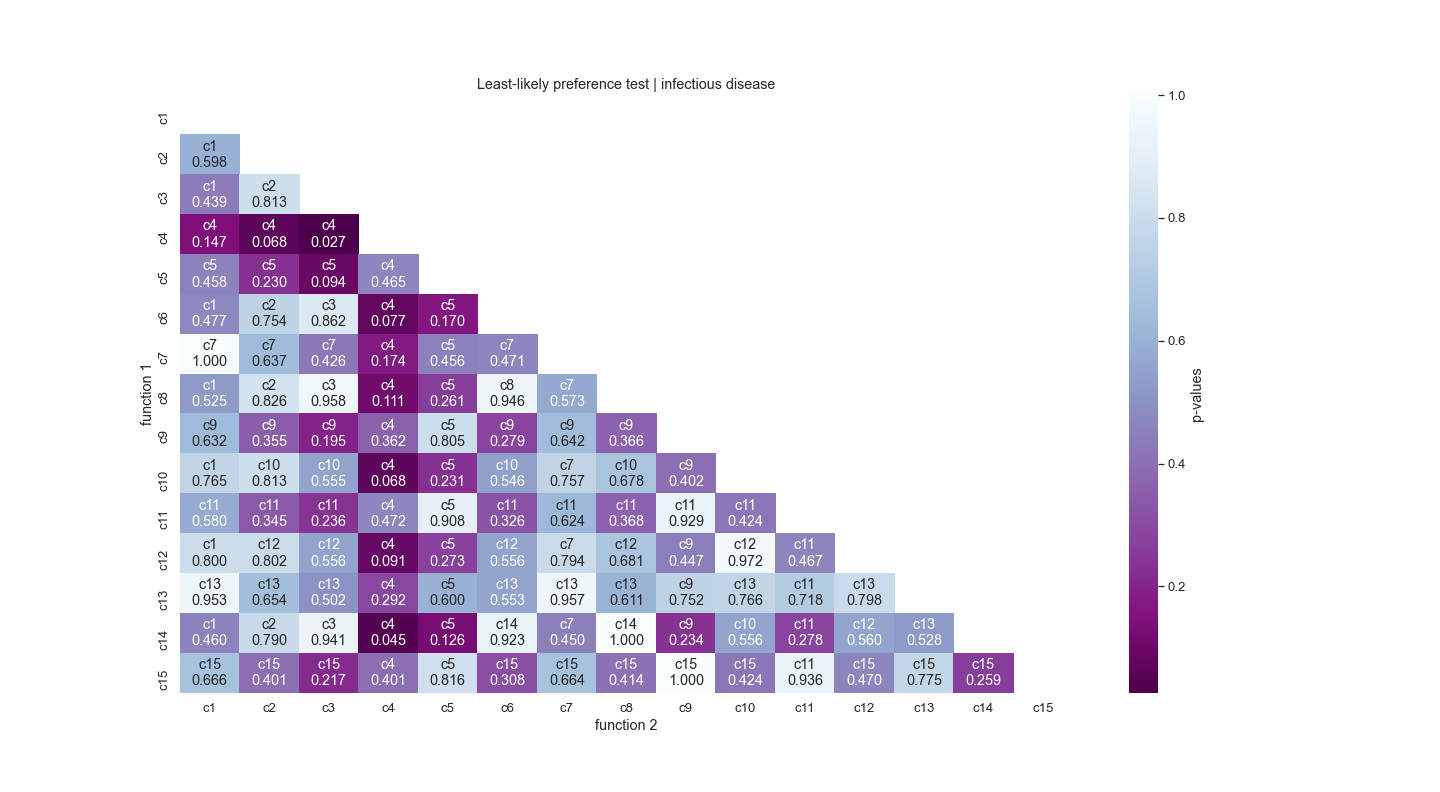 Least-likely preference test | infectious disease
1.0
c1
c2
c1
0.598
c3
c1 c2
0.439 0.813
0.8
c4
c4 c4 c4
0.147 0.068 0.027
c5
c5 c5 c5 c4
0.458 0.230 0.094 0.465
c6
c1 c2 c3 c4 c5
0.477 0.754 0.862 0.077 0.170
0.6
c7
c7 c7 c7 c4 c5 c7
1.000 0.637 0.426 0.174 0.456 0.471
function 1
p-values
c8
c1 c2 c3 c4 c5 c8 c7
0.525 0.826 0.958 0.111 0.261 0.946 0.573
c9
c9 c9 c9 c4 c5 c9 c9 c9
0.632 0.355 0.195 0.362 0.805 0.279 0.642 0.366
0.4
c10
c1 c10 c10 c4 c5 c10 c7 c10 c9
0.765 0.813 0.555 0.068 0.231 0.546 0.757 0.678 0.402
c11
c11 c11 c11 c4 c5 c11 c11 c11 c11 c11
0.580 0.345 0.236 0.472 0.908 0.326 0.624 0.368 0.929 0.424
c12
c1 c12 c12 c4 c5 c12 c7 c12 c9 c12 c11
0.800 0.802 0.556 0.091 0.273 0.556 0.794 0.681 0.447 0.972 0.467
0.2
c13
c13 c13 c13 c4 c5 c13 c13 c13 c9 c13 c11 c13
0.953 0.654 0.502 0.292 0.600 0.553 0.957 0.611 0.752 0.766 0.718 0.798
c14
c1 c2 c3 c4 c5 c14 c7 c14 c9 c10 c11 c12 c13
0.460 0.790 0.941 0.045 0.126 0.923 0.450 1.000 0.234 0.556 0.278 0.560 0.528
c15
c15 c15 c15 c4 c5 c15 c15 c15 c15 c15 c11 c15 c15 c15
0.666 0.401 0.217 0.401 0.816 0.308 0.664 0.414 1.000 0.424 0.936 0.470 0.775 0.259
c1 c2 c3 c4 c5 c6 c7 c8 c9 c10 c11 c12 c13 c14 c15
function 2